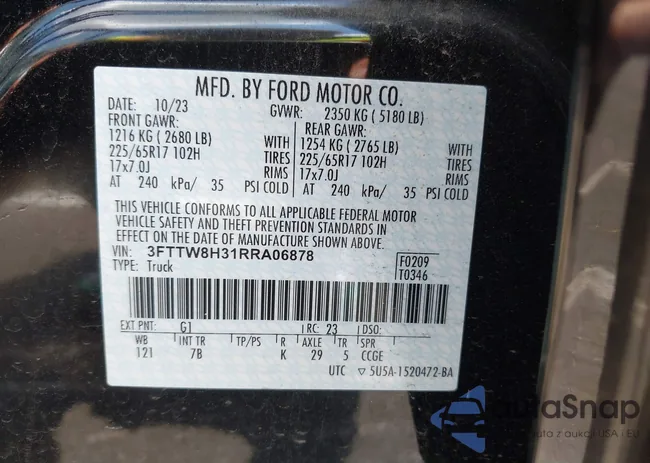 MFD. BY FORD MOTOR CO.
DATE: 10/23 GVWR: 2350 KG ( 5180 LB)
FRONT GAWR: REAR GAWR:
1216 KG ( 2680 LB) WITH 1254 KG ( 2765 LB) WITH
225/65R17 102H TIRES 225/65R17 102H TIRES
17x7.0J RIMS 17x7.0J RIMS
AT 240 kPa/ 35 PSI COLD AT 240 kPa/ 35 PSI COLD
THIS VEHICLE CONFORMS TO ALL APPLICABLE FEDERAL MOTOR
VEHICLE SAFETY AND THEFT PREVENTION STANDARDS IN
EFFECT ON THE DATE OF MANUFACTURE SHOWN ABOVE.
VIN: 3FTTW8H31RRA06878 F0209
TYPE: Truck T0346
EXT PNT: G1 RC: 23 DSO:
WB INT TR TP/PS R AXLE TR SPR
121 7B K 29 5 CCGE
UTC ▽ 5U5A-1520472-BA
autaSnap
auta z aukcji USA i EU